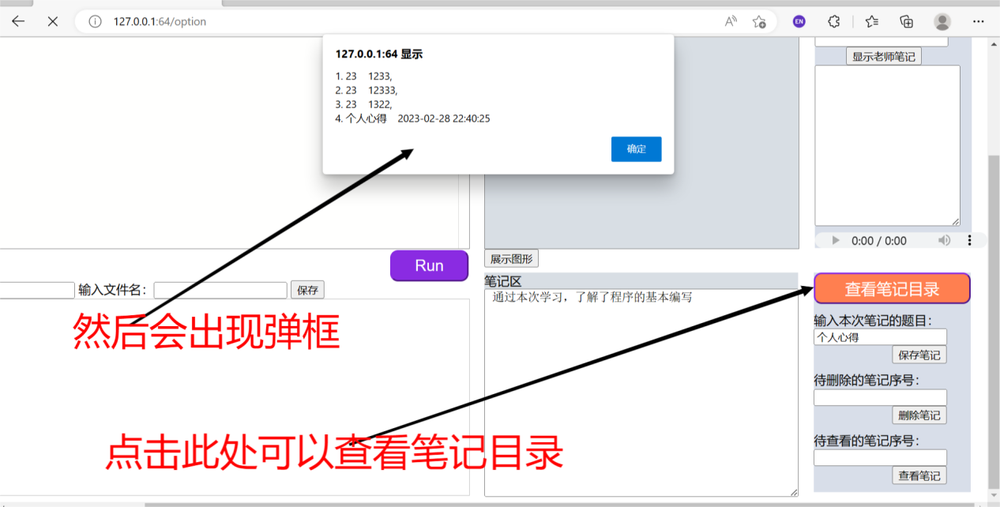 127.0.0.1:64/option
EN
127.0.0.1:64 显示
1. 23 1233,
2. 23 12333,
3. 23 1322,
4. 个人心得 2023-02-28 22:40:25
确定
显示老师笔记
0:00 / 0:00
Run
展示图形
输入文件名：
保存
笔记区
通过本次学习，了解了程序的基本编写
查看笔记目录
输入本次笔记的题目：
个人心得
保存笔记
待删除的笔记序号：
删除笔记
待查看的笔记序号：
查看笔记
然后会出现弹框
点击此处可以查看笔记目录